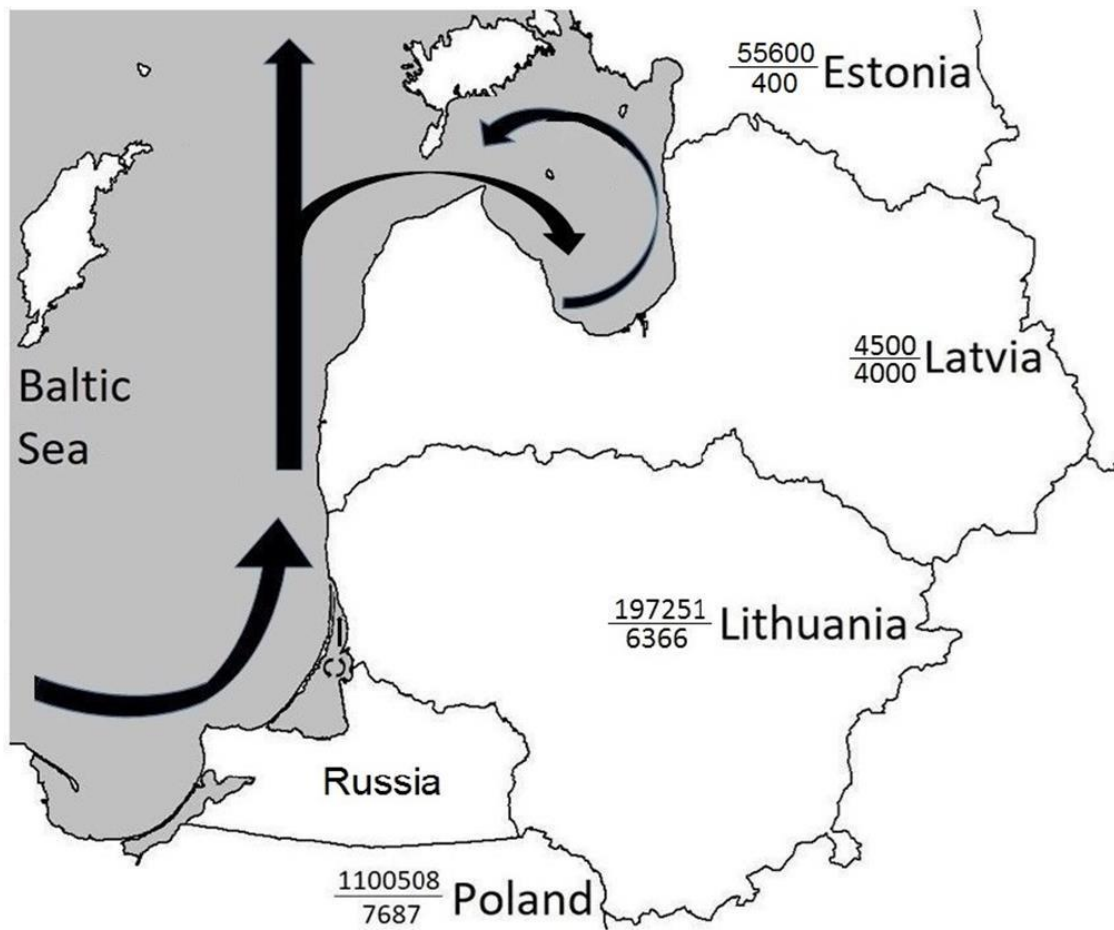 55600
400
Estonia
4500
4000
Latvia
Baltic
Sea
197251
6366
Lithuania
Russia
1100508
7687
Poland